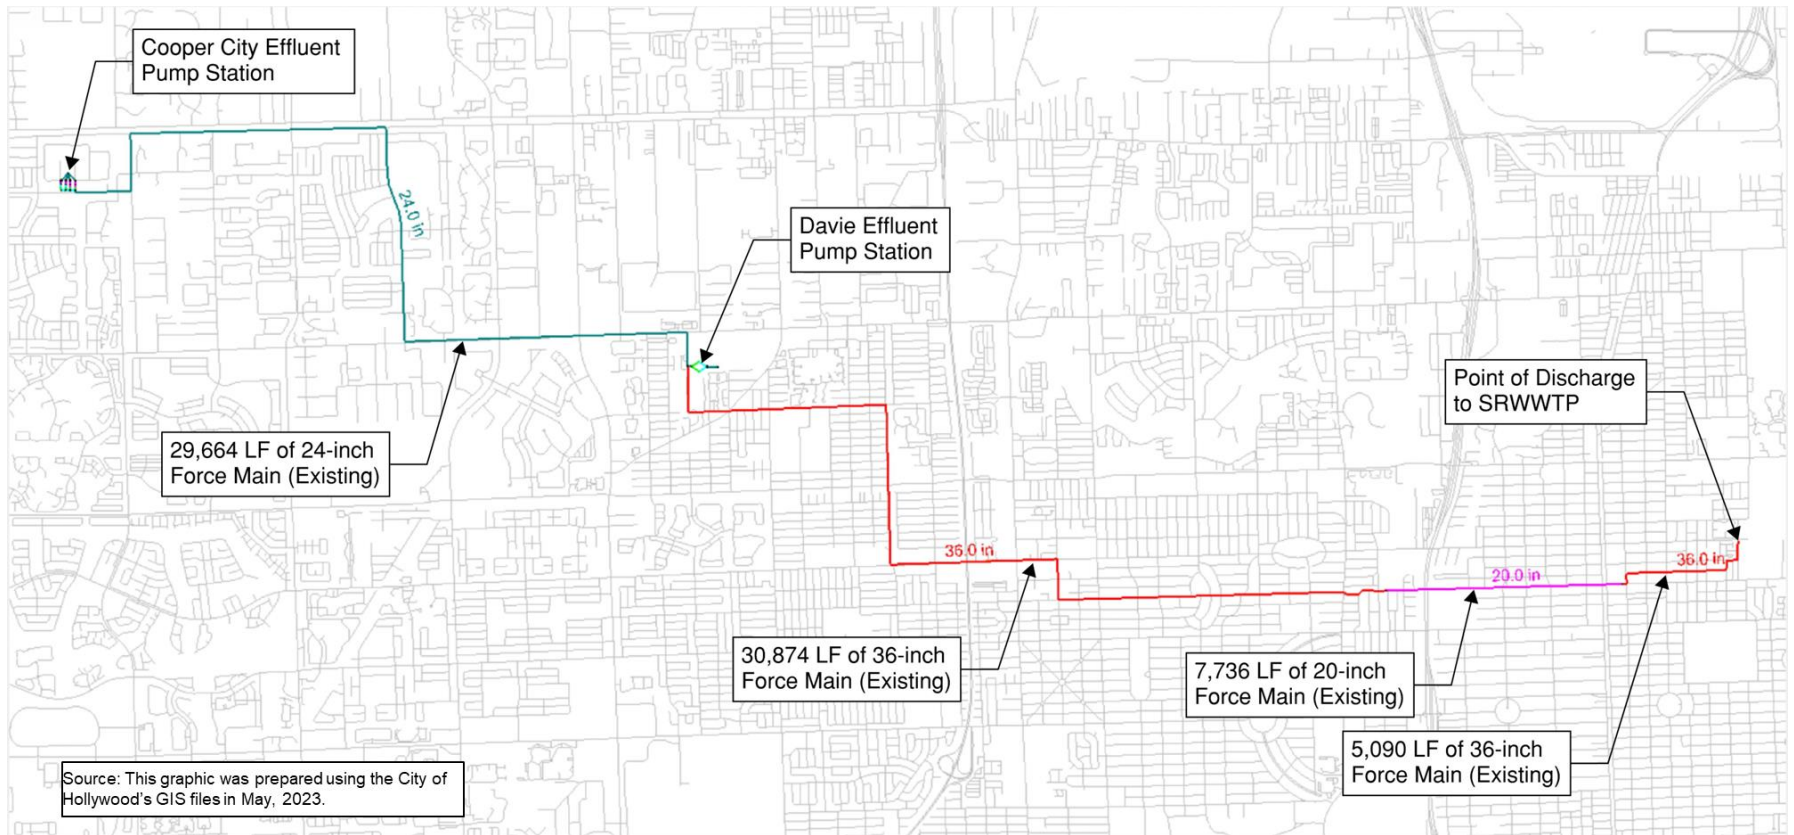 Cooper City Effluent
Pump Station
24.0 in
Davie Effluent
Pump Station
Point of Discharge
to SRWWTP
29,664 LF of 24-inch
Force Main (Existing)
36.0 in
36.0 in
20.0 in
30,874 LF of 36-inch
Force Main (Existing)
7,736 LF of 20-inch
Force Main (Existing)
5,090 LF of 36-inch
Force Main (Existing)
Source: This graphic was prepared using the City of
Hollywood's GIS files in May, 2023.